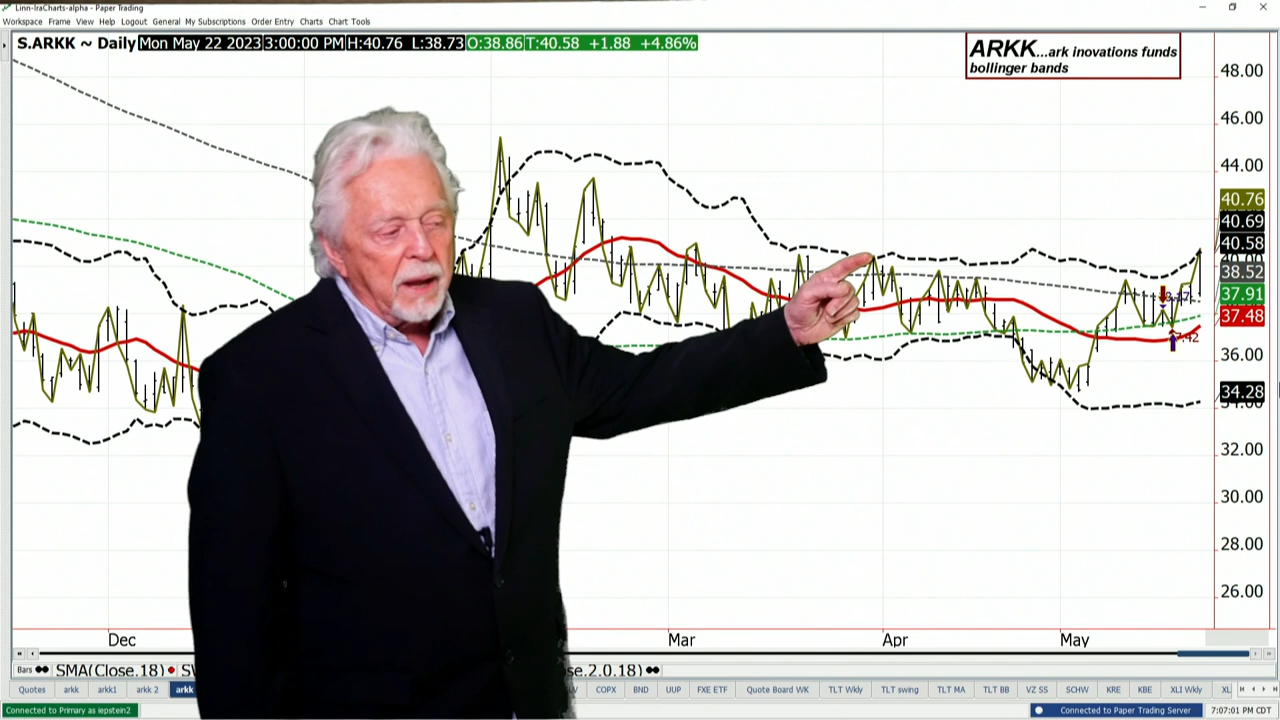 Linn-IraCharts-alpha - Paper Trading
Workspace Frame View Help Logout General My Subscriptions Order Entry Charts Chart Tools
S.ARKK ~ Daily Mon May 22 2023 3:00:00 PM H:40.76 L:38.73 O:38.86 T:40.58 +1.88 +4.86%
ARKK...ark inovations funds
bollinger bands
48.00
46.00
44.00
40.76
40.69
40.58
38.52
37.91
37.48
36.00
34.28
32.00
30.00
28.00
26.00
Dec Mar Apr May
Bars SMA(Close.18) se.2.0.18)
Quotes arkk arkk1 arkk 2 arkk COPX BND UUP FXE ETF Quote Board WK TLT Wkly TLT swing TLT MA TLT BB VZ SS SCHW KRE KBE XLI Wkly XL
Connected to Primary as iepstein2 Connected to Paper Trading Server 7:07:01 PM CDT